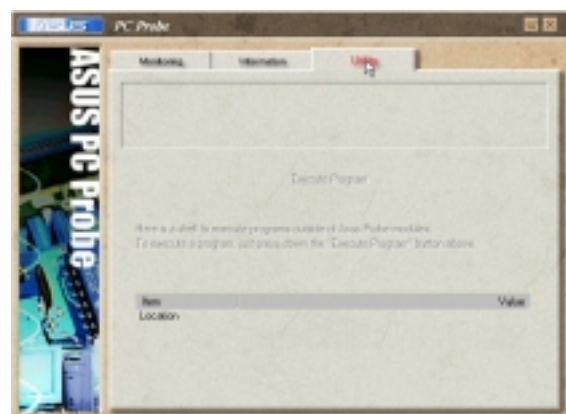 ASUS PC Probe
Monitoring Information Utility
ASUS PC Probe
Execute Program
Here is a shell to execute programs outside of Asus Probe modules.
To execute a program, just press down the "Execute Program" button above.
Item Value
Location